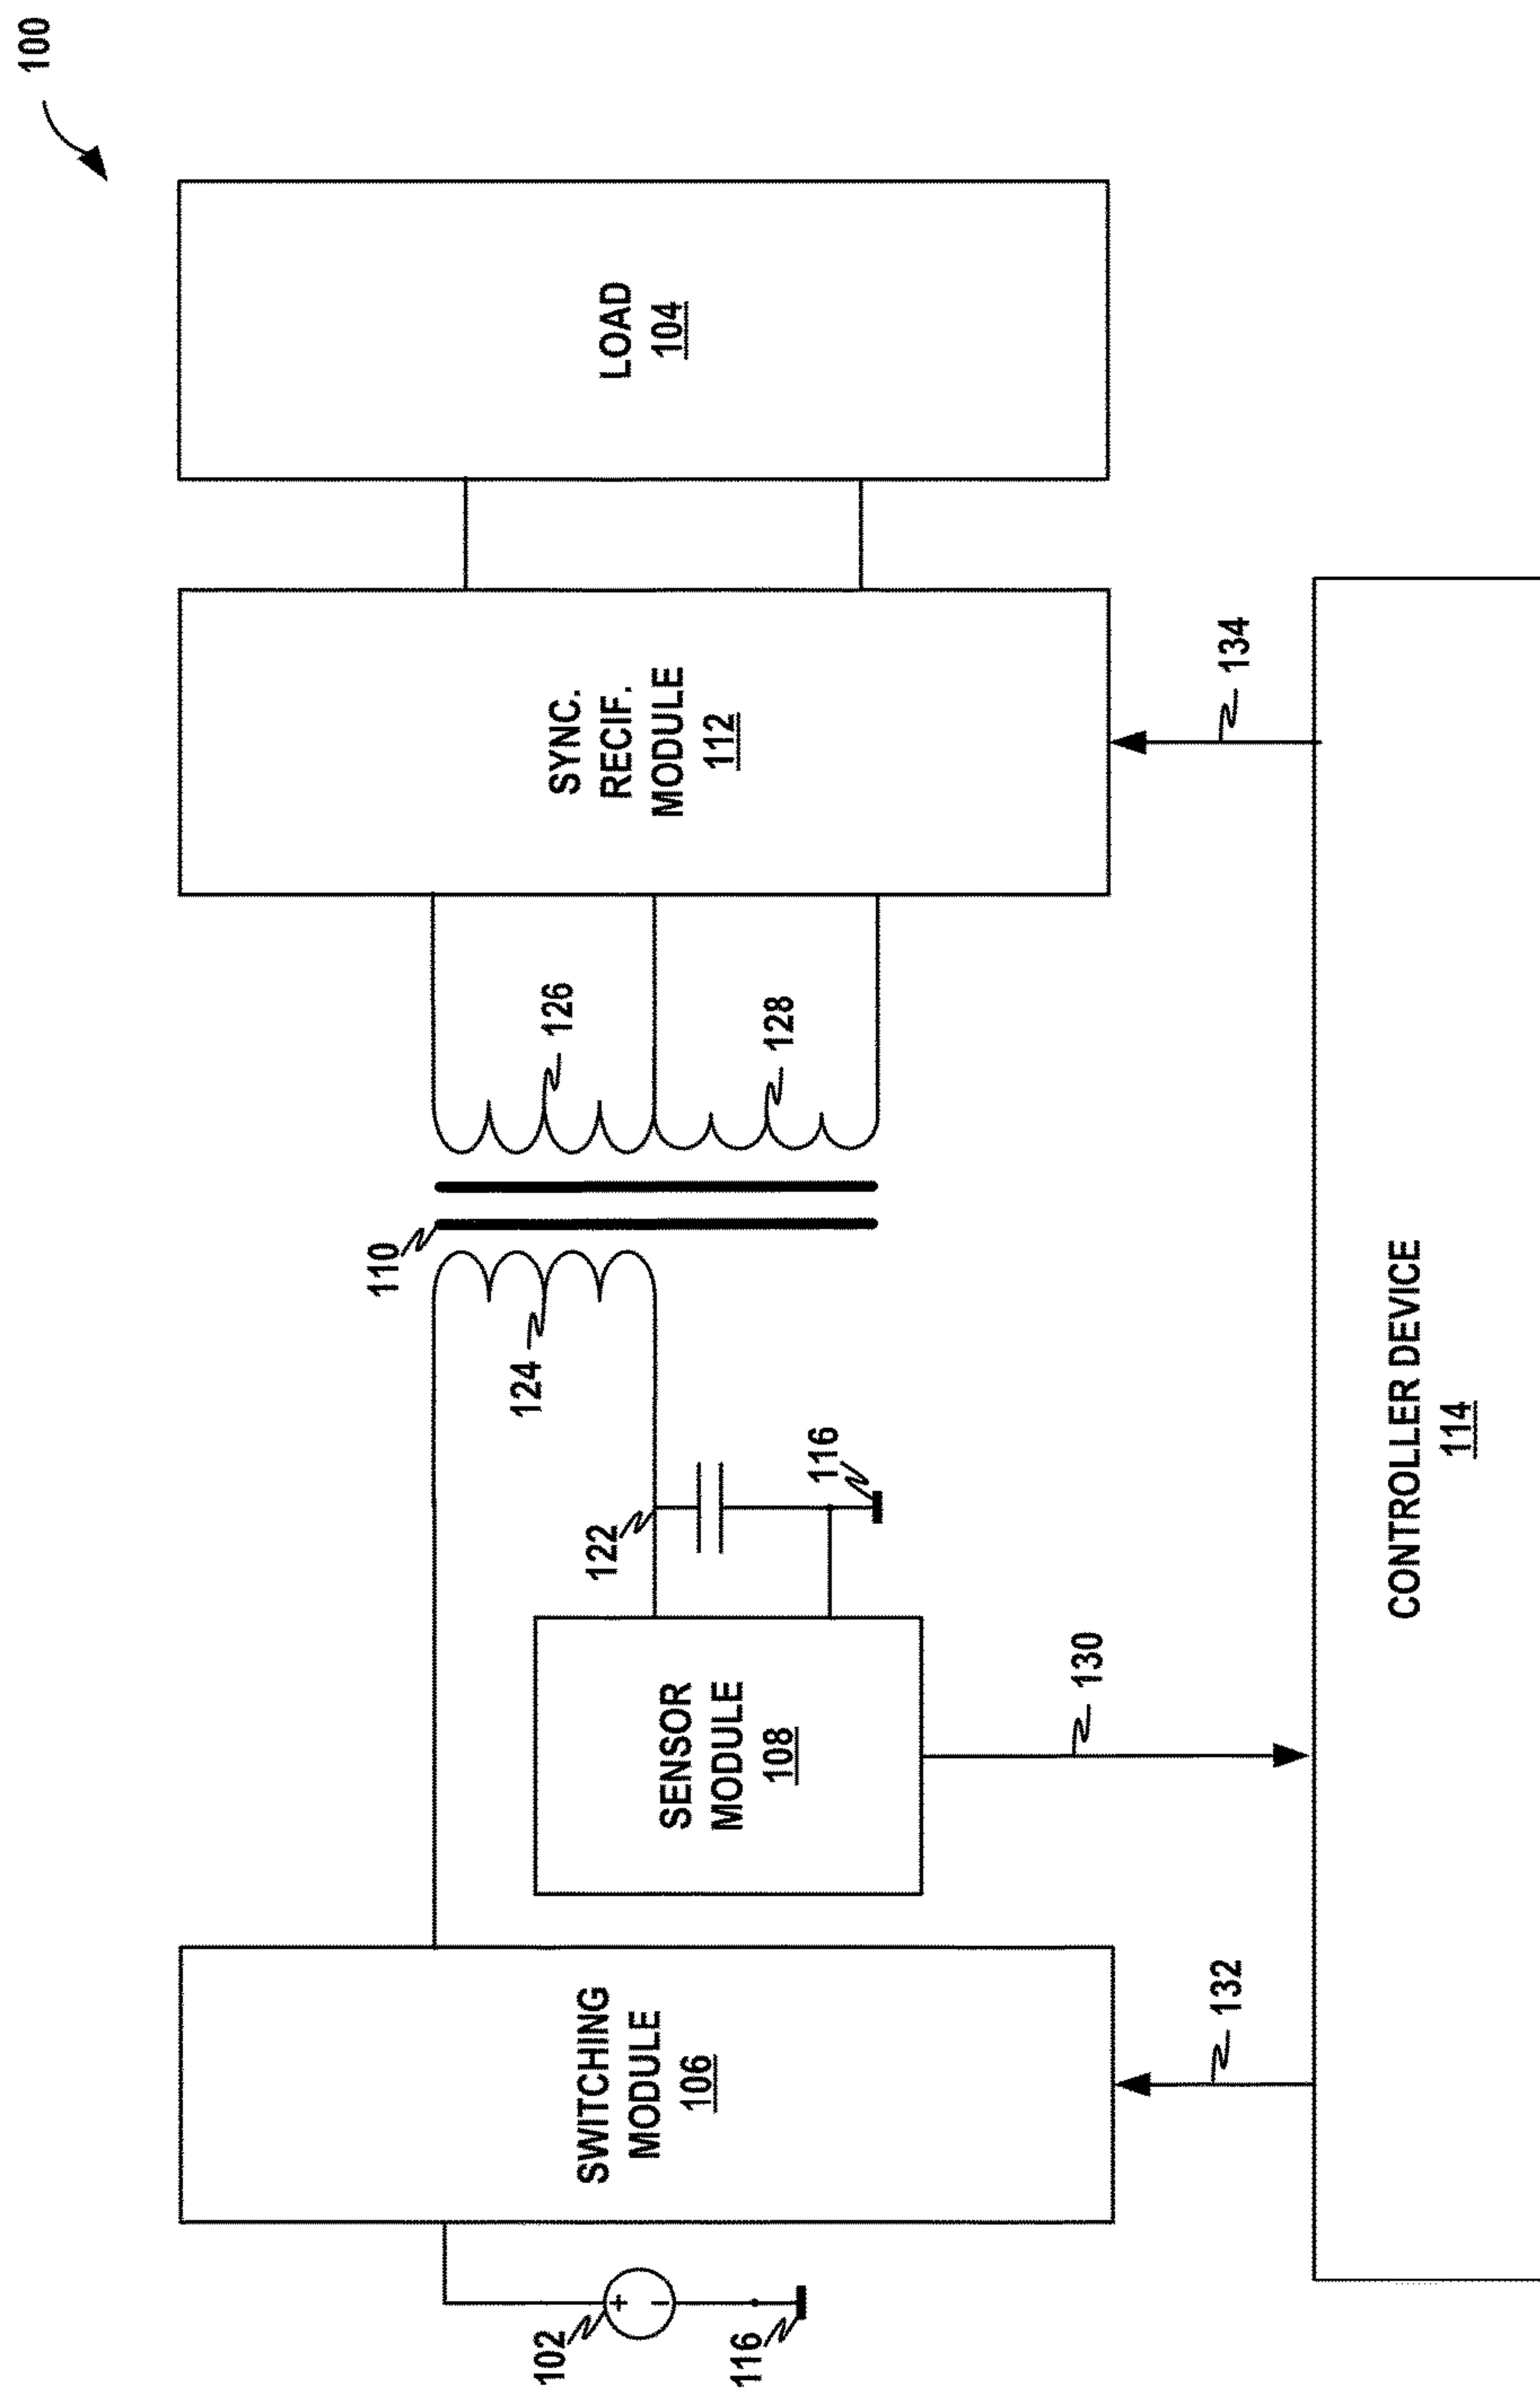 100
LOAD
104
SYNC.
RECIF.
MODULE
112
134
126
128
110
124
122
116
SENSOR
MODULE
108
130
SWITCHING
MODULE
106
132
102
+
−
116
CONTROLLER DEVICE
114